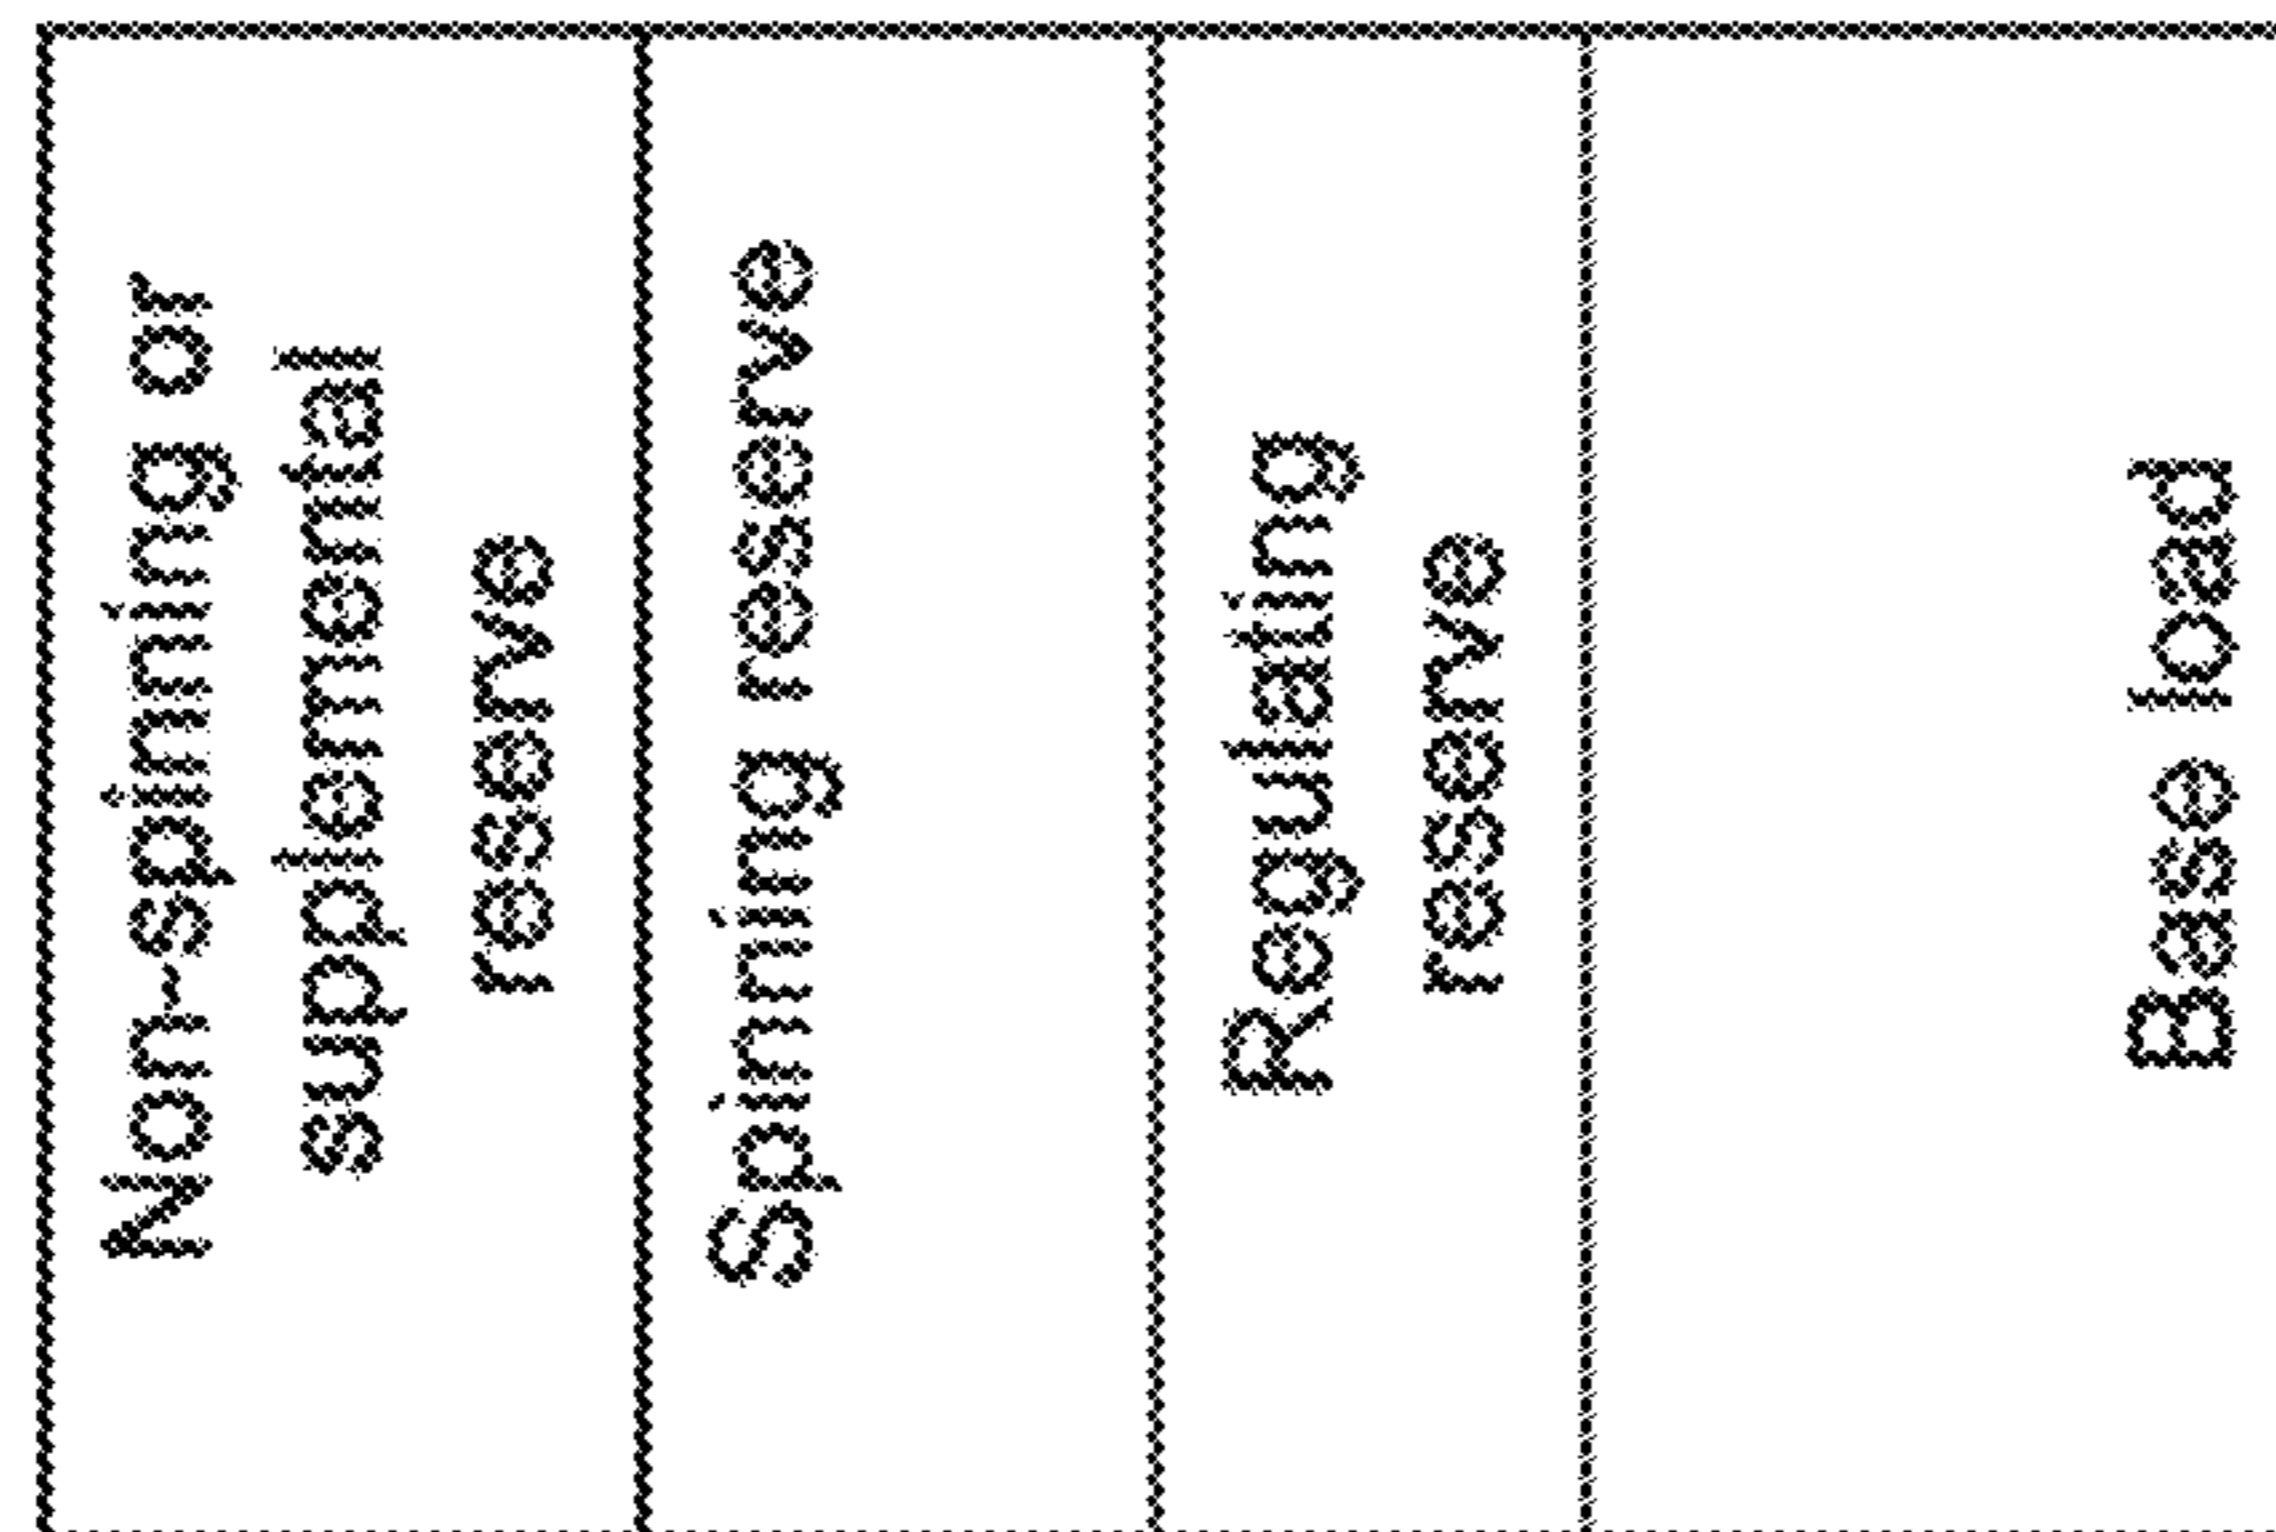 Non-spinning or
supplemental
reserve
Spinning reserve
Regulating
reserve
Base load